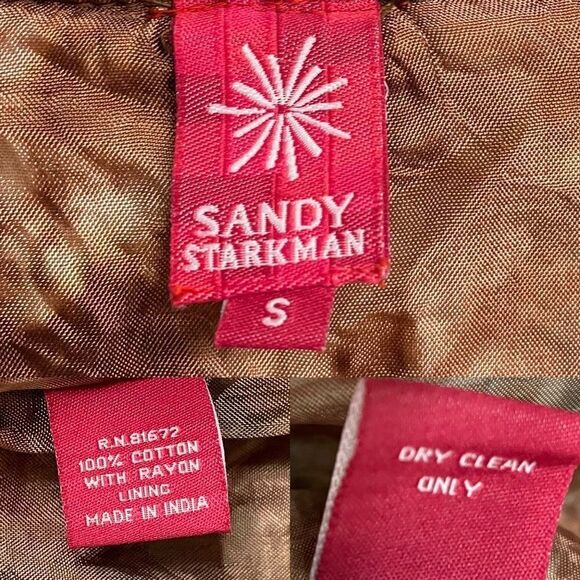 SANDY
STARKMAN
S
R.N.81672
100% COTTON
WITH RAYON
LINING
MADE IN INDIA
DRY CLEAN
ONLY